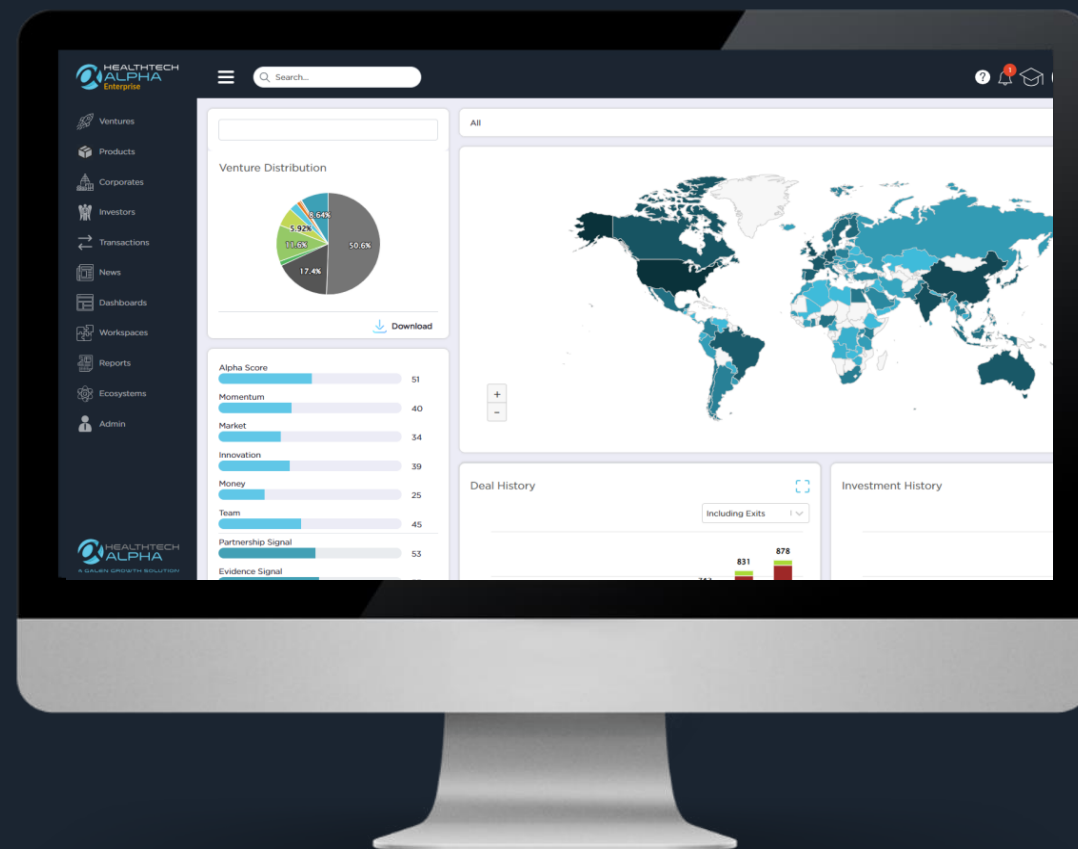 HEALTHTECH
ALPHA
Enterprise
Search...
?
1
Ventures
Products
Corporates
Investors
Transactions
News
Dashboards
Workspaces
Reports
Ecosystems
Admin
HEALTHTECH
ALPHA
A GALEN GROWTH SOLUTION
Venture Distribution
8.64%
5.92%
11.6%
50.6%
17.4%
Download
Alpha Score
51
Momentum
40
Market
34
Innovation
39
Money
25
Team
45
Partnership Signal
53
Evidence Signal
All
+
-
Deal History
Including Exits
831
878
Investment History